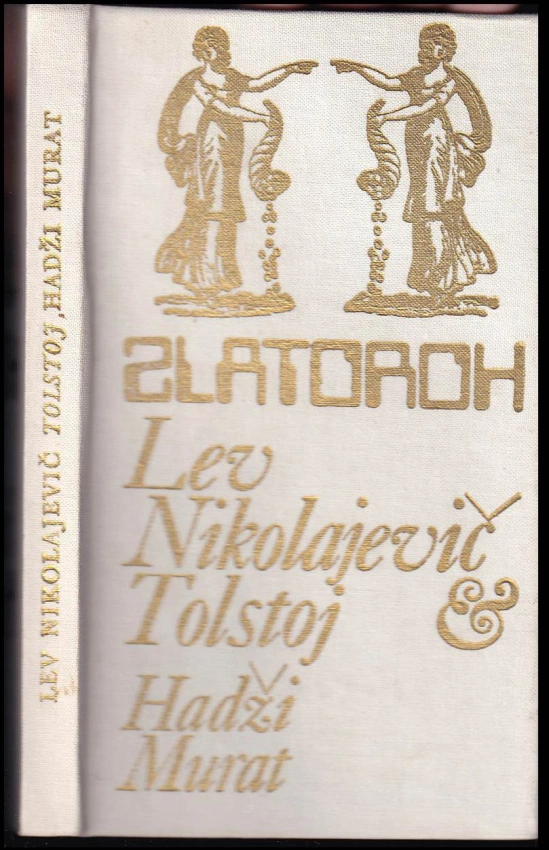 LEV NIKOLAJEVIČ TOLSTOJ, HADŽI MURAT
ZLATOROH
Lev
Nikolajevič
Tolstoj &
Hadži
Murat